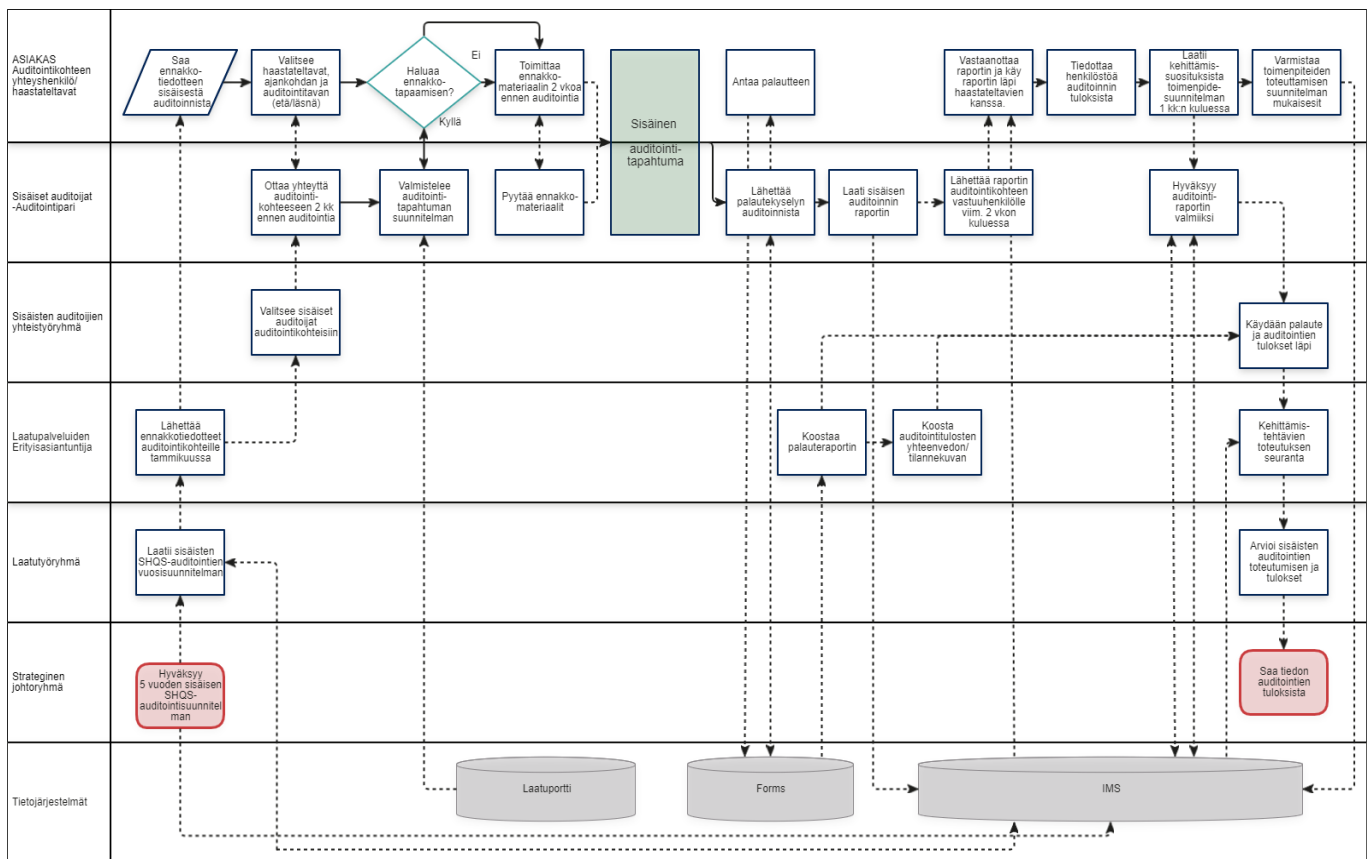 ASIAKAS
Auditointikohteen
yhteyshenkilö/
haastateltavat
Saa
ennakko-
tiedotteen
sisäisestä
auditoinnista
Valitsee
haastateltavat,
ajankohdan ja
auditointitavan
(etä/läsnä)
Haluaa
ennakko-
tapaamisen?
Ei
Kyllä
Toimittaa
ennakko-
materiaalin 2 vkoa
ennen auditointia
Sisäinen
auditointi-
tapahtuma
Antaa palautteen
Vastaanottaa
raportin ja käy
raportin läpi
haastateltavien
kanssa.
Tiedottaa
henkilöstöä
auditoinnin
tuloksista
Laatii
kehittämis-
suosituksista
toimenpide-
suunnitelman
1 kk:n kuluessa
Varmistaa
toimenpiteiden
toteuttamisen
suunnitelman
mukaisesit
Sisäiset auditoijat
-Auditointipari
Ottaa yhteyttä
auditointi-
kohteeseen 2 kk
ennen auditointia
Valmistelee
auditointi-
tapahtuman
suunnitelman
Pyytää ennakko-
materiaalit
Lähettää
palautekyselyn
auditoinnista
Laati sisäisen
auditoinnin
raportin
Lähettää raportin
auditointikohteen
vastuuhenkilölle
viim. 2 vkon
kuluessa
Hyväksyy
auditointi-
raportin
valmiiksi
Sisäisten auditoijien
yhteistyöryhmä
Valitsee sisäiset
auditoijat
auditointikohteisiin
Käydään palaute
ja auditointien
tulokset läpi
Laatupalveluiden
Erityisasiantuntija
Lähettää
ennakkotiedotteet
auditointikohteille
tammikuussa
Koostaa
palauteraportin
Koosta
auditointitulosten
yhteenvedon/
tilannekuvan
Kehittämis-
tehtävien
toteutuksen
seuranta
Laatutyöryhmä
Laatii sisäisten
SHQS-auditointien
vuosisuunnitelman
Arvioi sisäisten
auditointien
toteutumisen ja
tulokset
Strateginen
johtoryhmä
Hyväksyy
5 vuoden sisäisen
SHQS-
auditointisuunnitel
man
Saa tiedon
auditointien
tuloksista
Tietojärjestelmät
Laatuportti
Forms
IMS